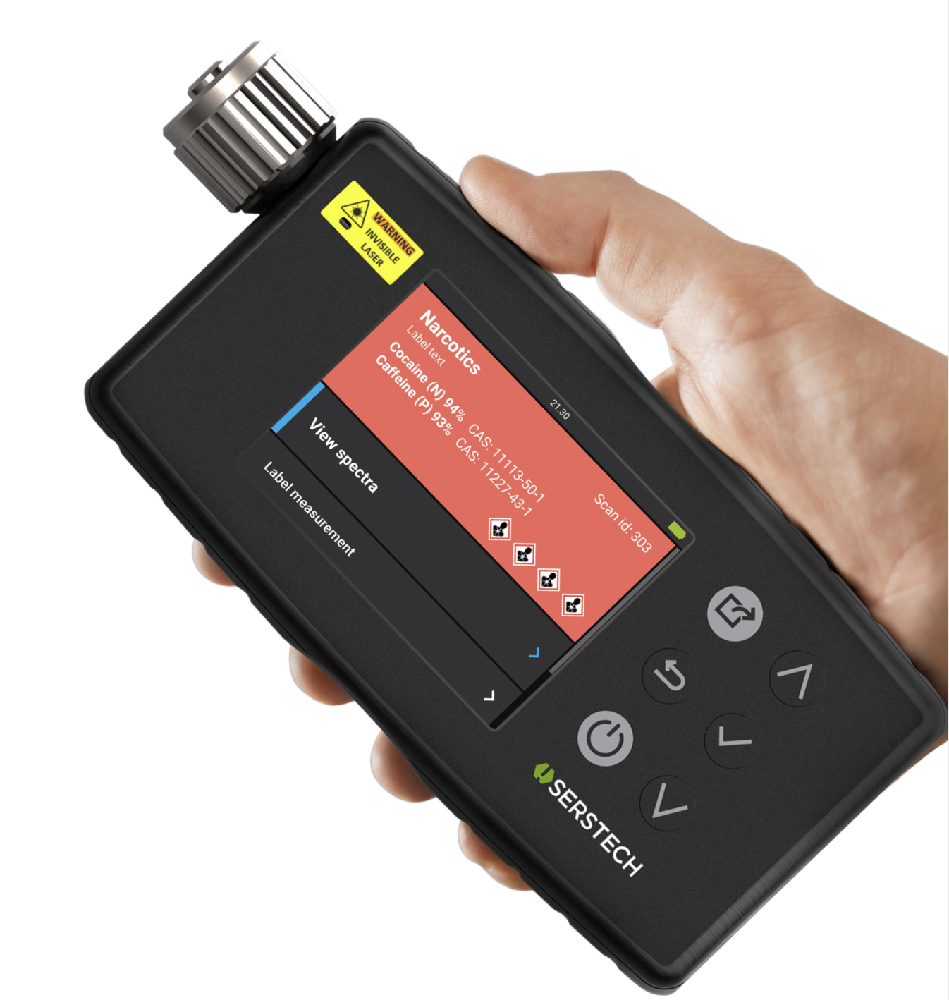 WARNING
INVISIBLE
LASER
21.30
Narcotics
Scan id: 303
Label text
Cocaine (N) 94% CAS: 11113-50-1
Caffeine (P) 93% CAS: 11227-43-1
View spectra
Label measurement
SERSTECH